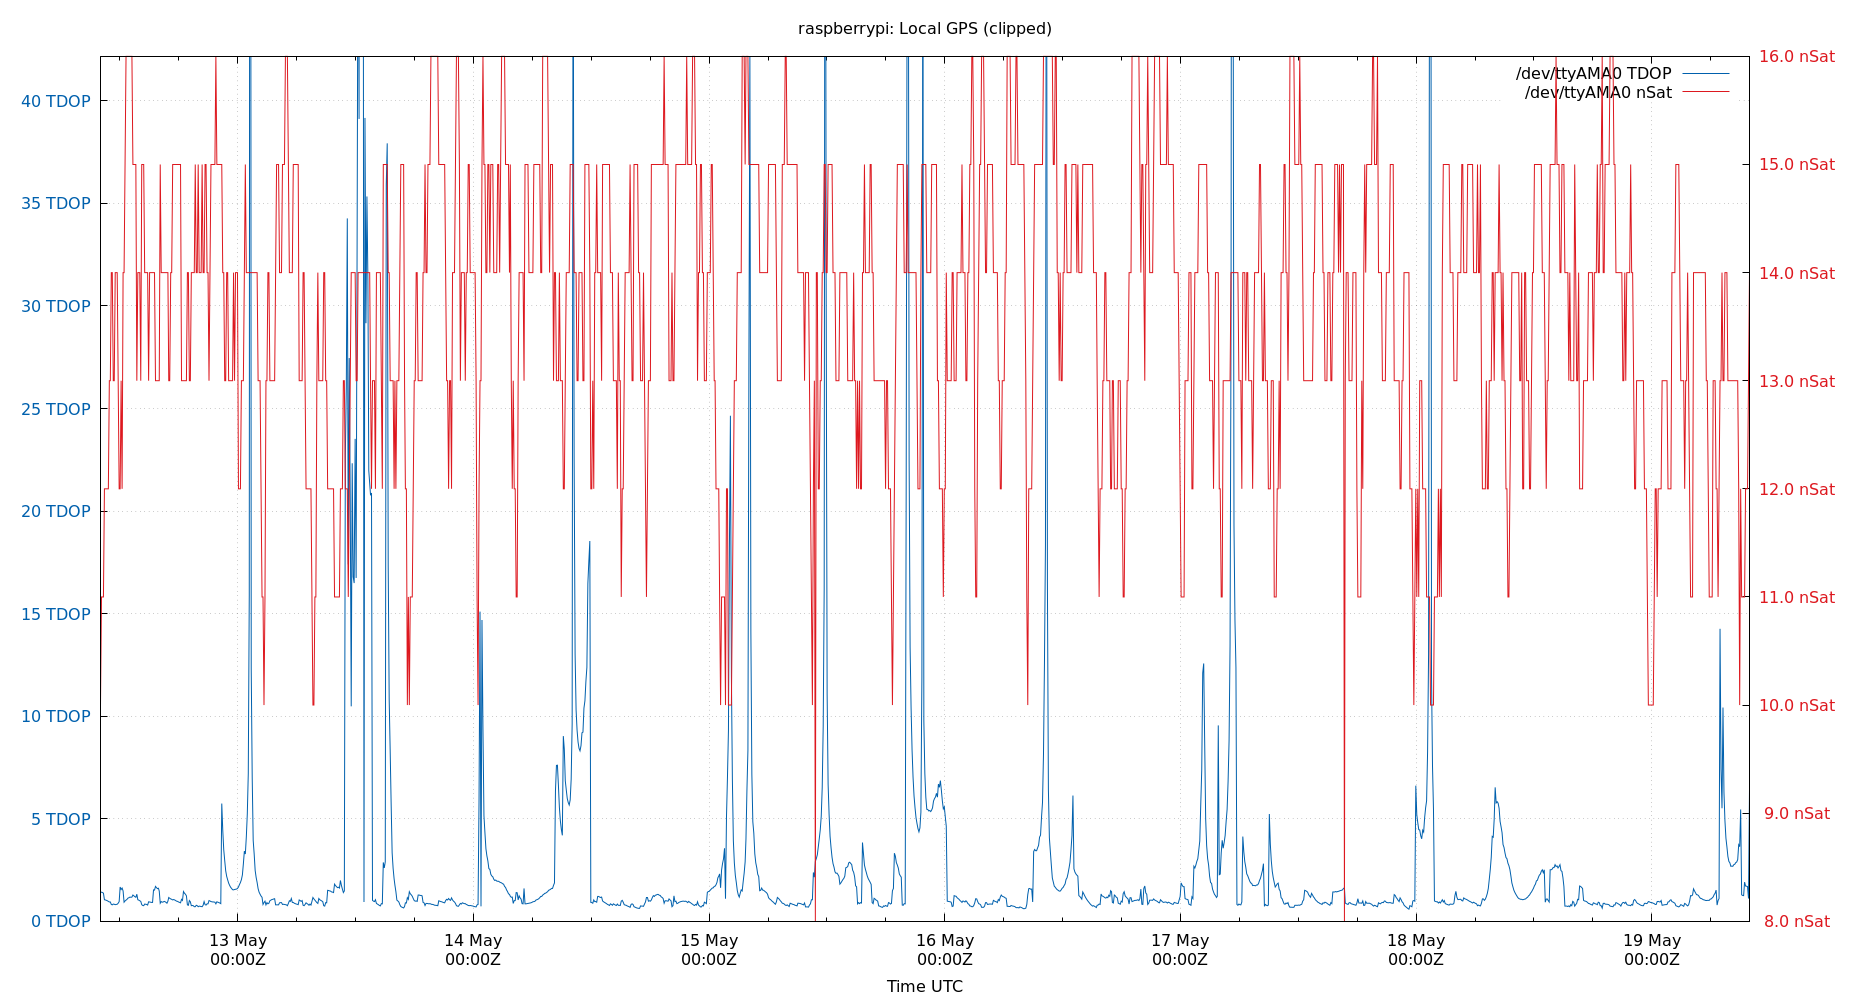 raspberrypi: Local GPS (clipped)
/dev/ttyAMA0 TDOP
/dev/ttyAMA0 nSat
40 TDOP
35 TDOP
30 TDOP
25 TDOP
20 TDOP
15 TDOP
10 TDOP
5 TDOP
0 TDOP
16.0 nSat
15.0 nSat
14.0 nSat
13.0 nSat
12.0 nSat
11.0 nSat
10.0 nSat
9.0 nSat
8.0 nSat
13 May
00:00Z
14 May
00:00Z
15 May
00:00Z
16 May
00:00Z
17 May
00:00Z
18 May
00:00Z
19 May
00:00Z
Time UTC